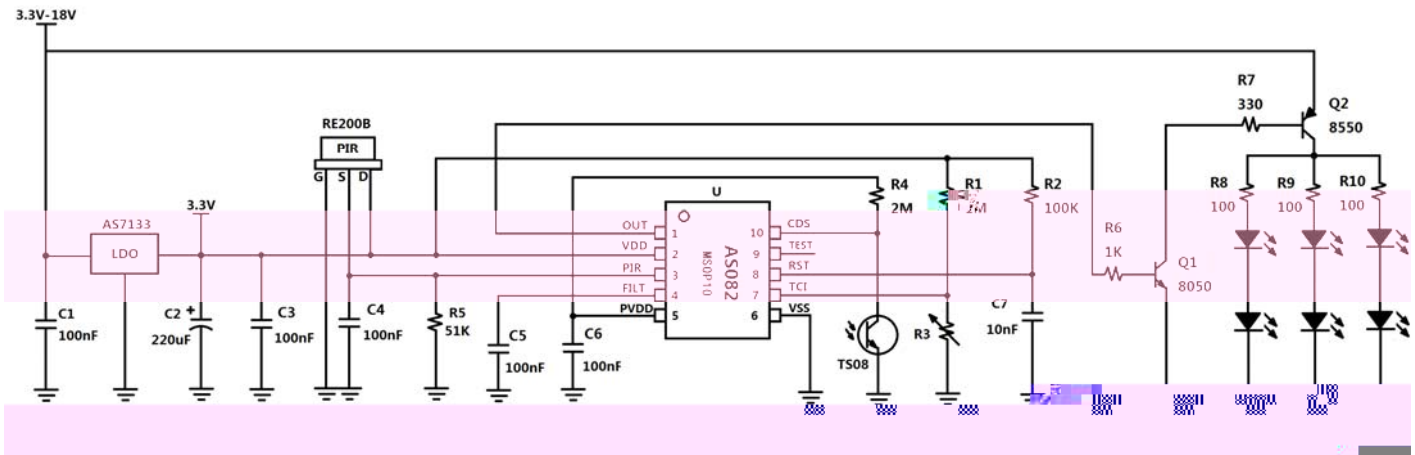 3.3V-18V
R7
330
Q2
8550
RE200B
PIR
G S D
U
R4
2M
R1
R2
100K
R8
100
R9
100
R10
100
3.3V
AS7133
LDO
OUT
VDD
PIR
FILT
PVDD
1
2
3
4
5
AS082
MSOP10
10
9
8
7
6
CDS
TEST
RST
TCI
VSS
R6
1K
Q1
8050
C1
100nF
C2
+
220uF
C3
100nF
C4
100nF
R5
51K
C5
100nF
C6
100nF
TS08
R3
C7
10nF